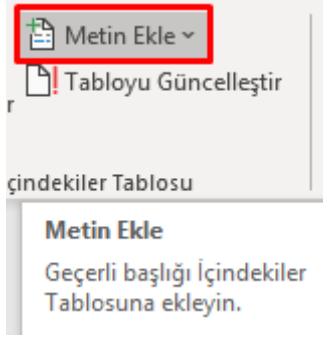 Metin Ekle
Tabloyu Güncelleştir
r
çindekiler Tablosu
Metin Ekle
Geçerli başlığı İçindekiler
Tablosuna ekleyin.